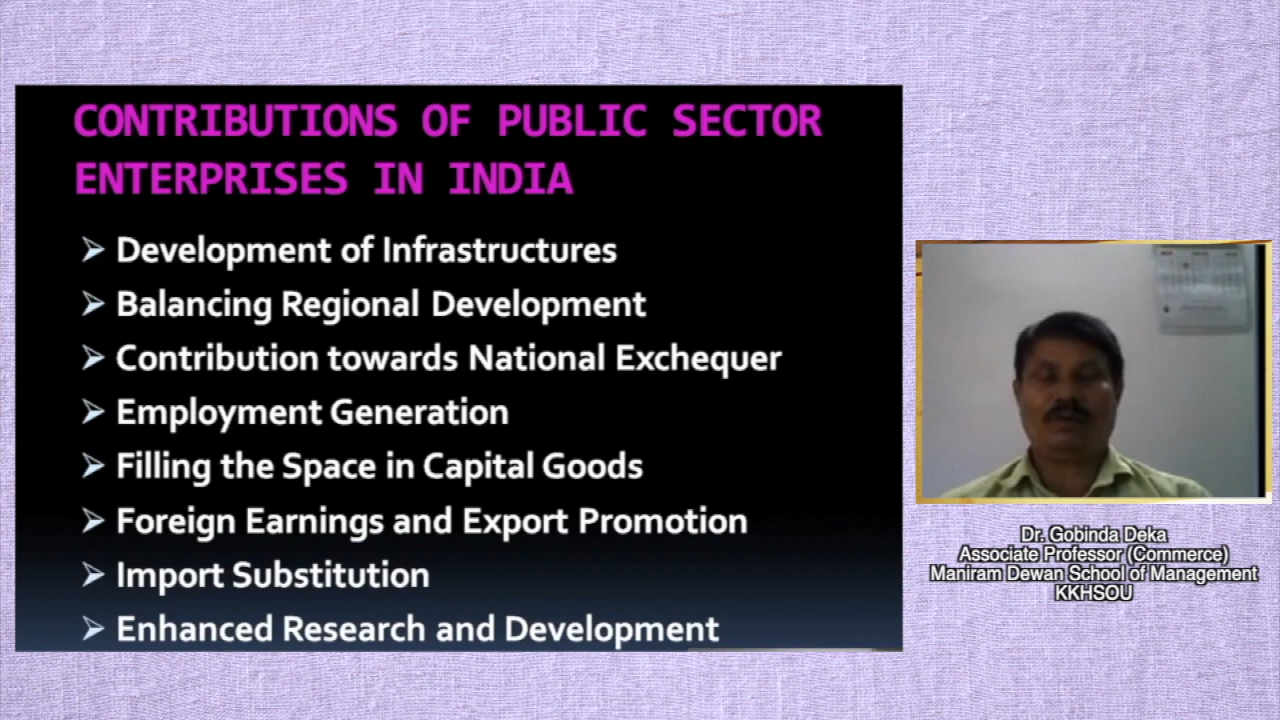 CONTRIBUTIONS OF PUBLIC SECTOR
ENTERPRISES IN INDIA
Development of Infrastructures
Balancing Regional Development
Contribution towards National Exchequer
Employment Generation
Filling the Space in Capital Goods
Foreign Earnings and Export Promotion
Import Substitution
Enhanced Research and Development
Dr. Gobinda Deka
Associate Professor (Commerce)
Maniram Dewan School of Management
KKHSOU